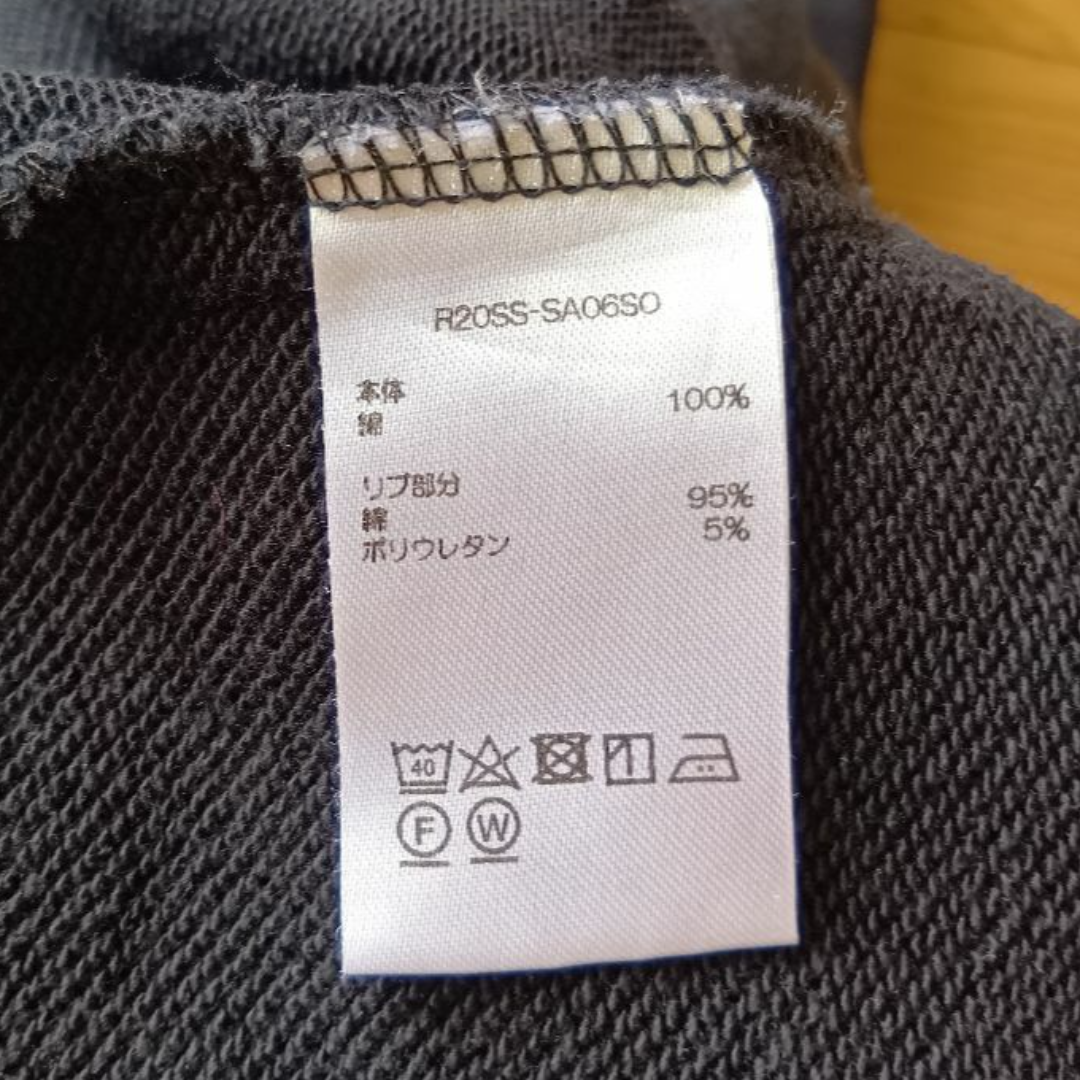 R20SS-SA06SO
本体
綿 100%
リブ部分
綿 95%
ポリウレタン 5%
40
F W